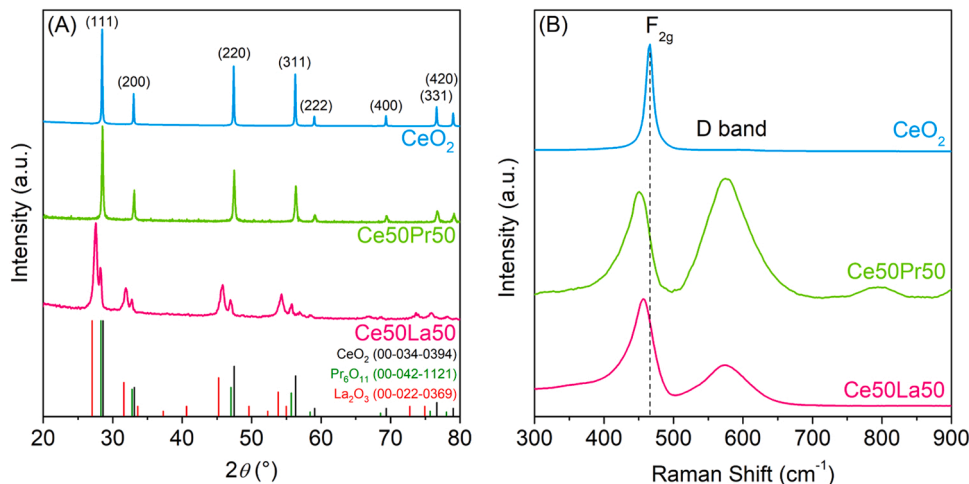 (A)
(111)
(200)
(220)
(311)
(222)
(400)
(420)
(331)
CeO2
Ce50Pr50
Ce50La50
CeO2 (00-034-0394)
Pr6O11 (00-042-1121)
La2O3 (00-022-0369)
Intensity (a.u.)
20 30 40 50 60 70 80
2θ (°)
(B)
F2g
D band
CeO2
Ce50Pr50
Ce50La50
Intensity (a.u.)
300 400 500 600 700 800 900
Raman Shift (cm-1)